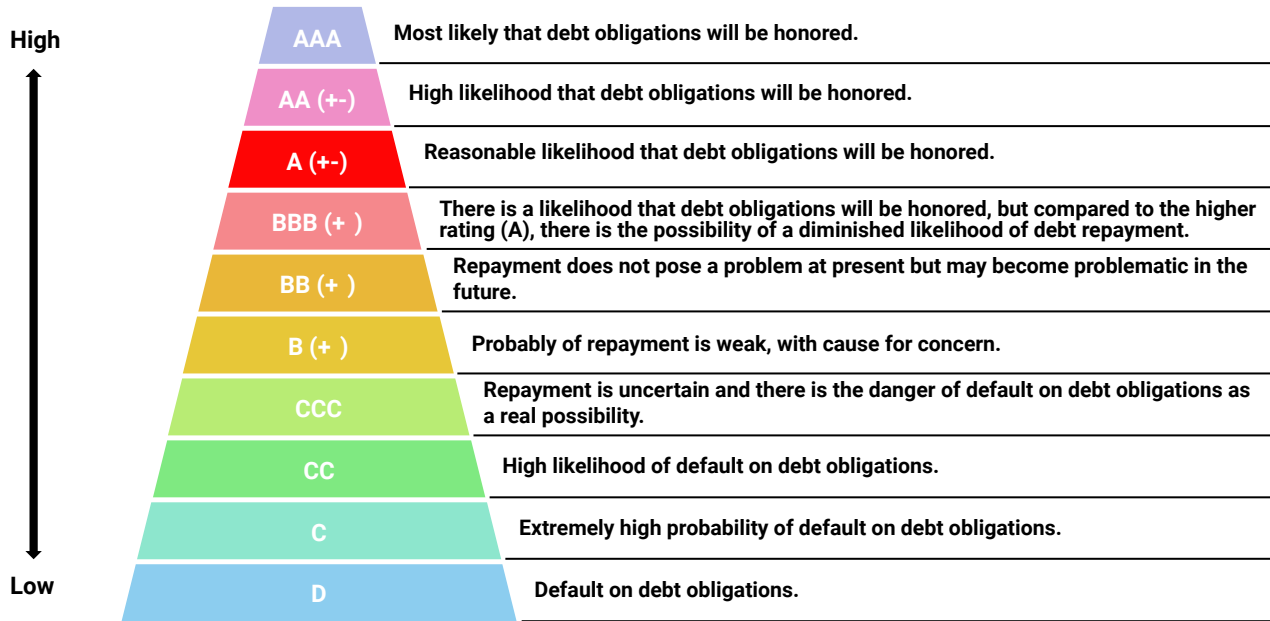 High
AAA
Most likely that debt obligations will be honored.
AA (+-)
High likelihood that debt obligations will be honored.
A (+-)
Reasonable likelihood that debt obligations will be honored.
BBB (+ )
There is a likelihood that debt obligations will be honored, but compared to the higher
rating (A), there is the possibility of a diminished likelihood of debt repayment.
BB (+ )
Repayment does not pose a problem at present but may become problematic in the
future.
B (+ )
Probably of repayment is weak, with cause for concern.
CCC
Repayment is uncertain and there is the danger of default on debt obligations as
a real possibility.
CC
High likelihood of default on debt obligations.
C
Extremely high probability of default on debt obligations.
Low
D
Default on debt obligations.